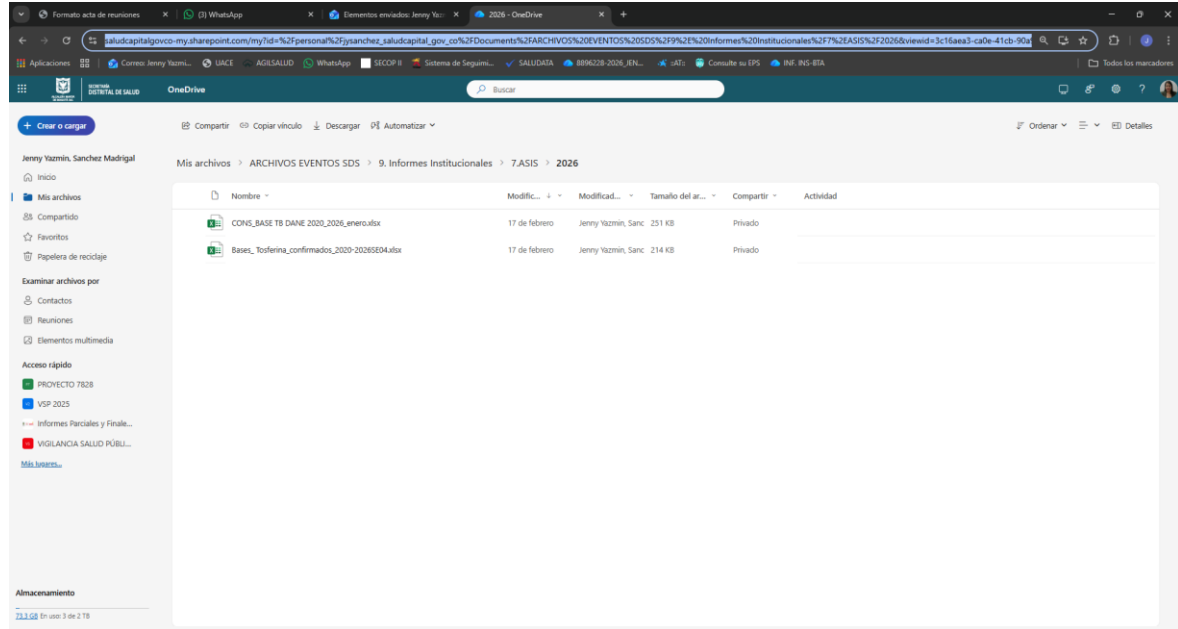 Formato acta de reuniones
(3) WhatsApp
Elementos enviados: Jenny Yaz
2026 - OneDrive
saludcapitalgovco-my.sharepoint.com/my?id=%2Fpersonal%2Fjysanchez_saludcapital_gov_co%2FDocuments%2FARCHIVOS%20EVENTOS%20SDS%2F9%2E%20Informes%20Institucionales%2F7%2EASIS%2F2026&viewid=3c16aea3-ca0e-41cb-90a
Aplicaciones
Correo: Jenny Yazmi...
UACE
AGILSALUD
WhatsApp
SECOP II
Sistema de Seguimi...
SALUDATA
8896228-2026_JEN...
Consulte su EPS
INF. INS-BTA
Todos los marcadores
SECRETARÍA
DISTRITAL DE SALUD
OneDrive
Buscar
Crear o cargar
Compartir
Copiar vínculo
Descargar
Automatizar
Ordenar
Detalles
Jenny Yazmin, Sanchez Madrigal
Inicio
Mis archivos
Compartido
Favoritos
Papelera de reciclaje
Examinar archivos por
Contactos
Reuniones
Elementos multimedia
Acceso rápido
PROYECTO 7828
VSP 2025
Informes Parciales y Finale...
VIGILANCIA SALUD PÚBLI...
Más lugares...
Mis archivos > ARCHIVOS EVENTOS SDS > 9. Informes Institucionales > 7.ASIS > 2026
Nombre Modific... Modificad... Tamaño del ar... Compartir Actividad
CONS_BASE TB DANE 2020_2026_enero.xlsx 17 de febrero Jenny Yazmin, Sanc 251 KB Privado
Bases_ Tosferina_confirmados_2020-2026SE04.xlsx 17 de febrero Jenny Yazmin, Sanc 214 KB Privado
Almacenamiento
73.3 GB En uso: 3 de 2 TB